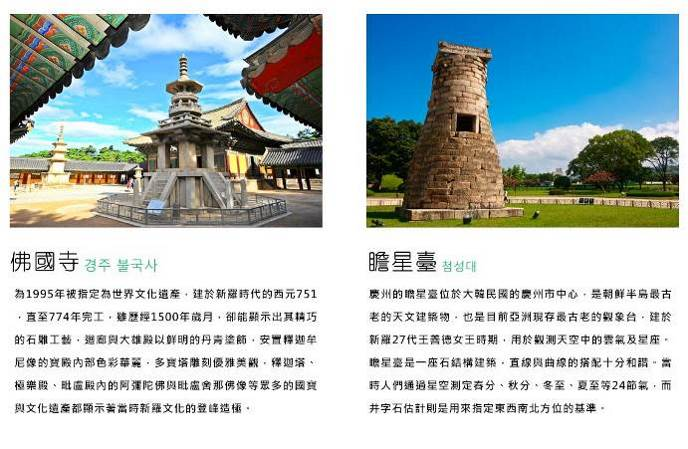 佛國寺 경주 불국사
為1995年被指定為世界文化遺產，建於新羅時代的西元751
，直至774年完工，雖歷經1500年歲月，卻能顯示出其精巧
的石雕工藝，迴廊與大雄殿以鮮明的丹青塗飾，安置釋迦牟
尼像的寶殿內部色彩華麗，多寶塔雕刻優雅美觀，釋迦塔、
極樂殿、毗盧殿內的阿彌陀佛與毗盧舍那佛像等眾多的國寶
與文化遺產都顯示著當時新羅文化的登峰造極。
瞻星臺 첨성대
慶州的瞻星臺位於大韓民國的慶州市中心，是朝鮮半島最古
老的天文建築物，也是目前亞洲現存最古老的觀象台，建於
新羅27代王善德女王時期，用於觀測天空中的雲氣及星座。
瞻星臺是一座石結構建築，直線與曲線的搭配十分和諧。當
時人們通過星空測定春分、秋分、冬至、夏至等24節氣，而
井字石估計則是用來指定東西南北方位的基準。